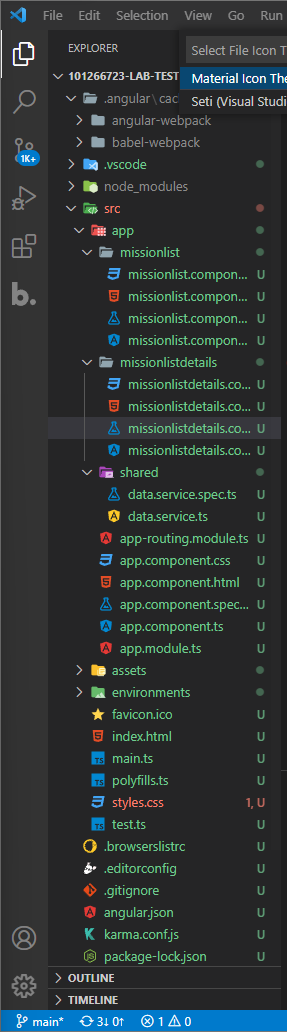 File Edit Selection View Go Run
EXPLORER
Select File Icon T
101266723-LAB-TEST
Material Icon The
.angular \ cac
Seti (Visual Studi
angular-webpack
babel-webpack
1K+
.vscode
node_modules
src
app
missionlist
missionlist.compon... U
missionlist.compon... U
missionlist.compon... U
missionlist.compon... U
missionlistdetails
missionlistdetails.co... U
missionlistdetails.co... U
missionlistdetails.co... U
missionlistdetails.co... U
shared
data.service.spec.ts U
data.service.ts U
app-routing.module.ts U
app.component.css U
app.component.html U
app.component.spec... U
app.component.ts U
app.module.ts U
assets
environments
favicon.ico U
index.html U
main.ts U
polyfills.ts U
styles.css 1, U
test.ts U
.browserslistrc U
.editorconfig U
.gitignore U
angular.json U
karma.conf.js U
package-lock.json U
OUTLINE
TIMELINE
main* 3↓ 0↑ 1 0